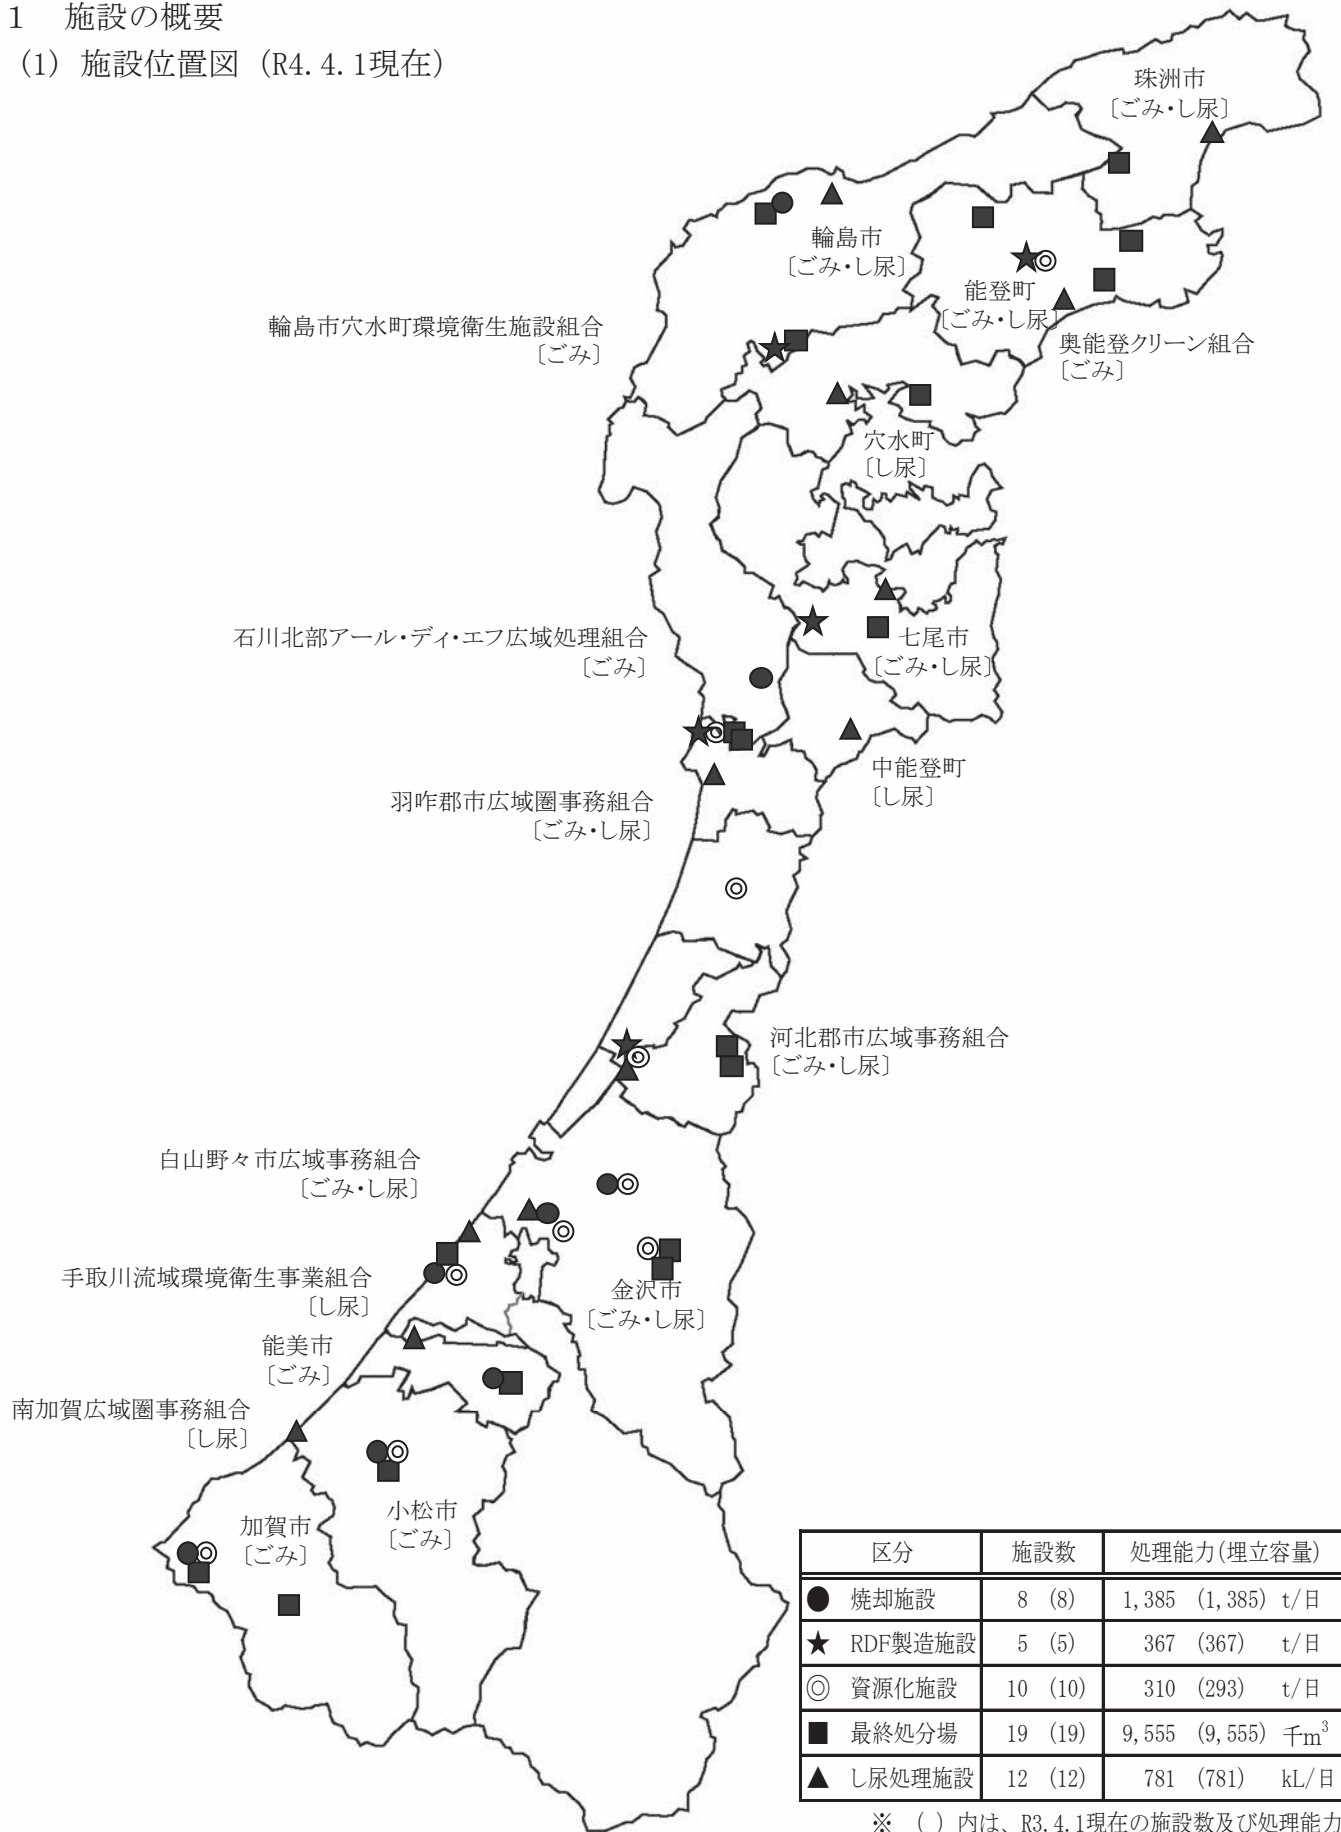 1　施設の概要
(1) 施設位置図（R4.4.1現在）
珠洲市
〔ごみ・し尿〕
輪島市
〔ごみ・し尿〕
能登町
〔ごみ・し尿〕
輪島市穴水町環境衛生施設組合
〔ごみ〕
奥能登クリーン組合
〔ごみ〕
穴水町
〔し尿〕
石川北部アール・ディ・エフ広域処理組合
〔ごみ〕
七尾市
〔ごみ・し尿〕
中能登町
〔し尿〕
羽咋郡市広域圏事務組合
〔ごみ・し尿〕
河北郡市広域事務組合
〔ごみ・し尿〕
白山野々市広域事務組合
〔ごみ・し尿〕
手取川流域環境衛生事業組合
〔し尿〕
金沢市
〔ごみ・し尿〕
能美市
〔ごみ〕
南加賀広域圏事務組合
〔し尿〕
小松市
〔ごみ〕
加賀市
〔ごみ〕
区分 施設数 処理能力(埋立容量)
● 焼却施設 8 (8) 1,385 (1,385) t/日
★ RDF製造施設 5 (5) 367 (367) t/日
◎ 資源化施設 10 (10) 310 (293) t/日
■ 最終処分場 19 (19) 9,555 (9,555) 千m³
▲ し尿処理施設 12 (12) 781 (781) kL/日
※ （ ）内は、R3.4.1現在の施設数及び処理能力